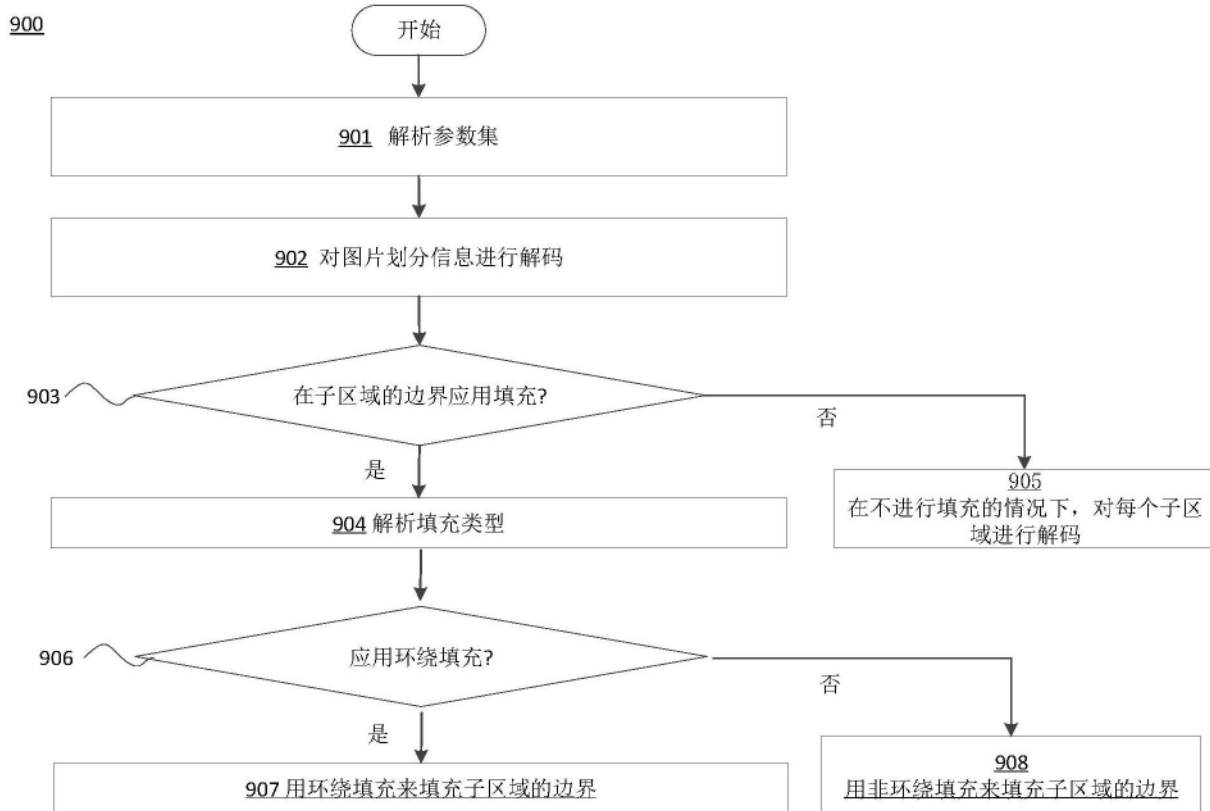 900
开始
901 解析参数集
902 对图片划分信息进行解码
903
在子区域的边界应用填充?
否
是
904 解析填充类型
905
在不进行填充的情况下，对每个子区
域进行解码
906
应用环绕填充?
否
是
907 用环绕填充来填充子区域的边界
908
用非环绕填充来填充子区域的边界